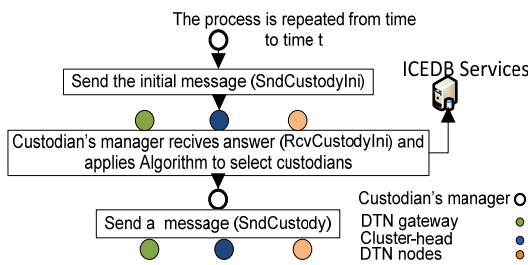 The process is repeated from time
to time t
Send the initial message (SndCustodyIni)
ICEDB Services
Custodian's manager recives answer (RcvCustodyIni) and
applies Algorithm to select custodians
Send a message (SndCustody)
Custodian's manager
DTN gateway
Cluster-head
DTN nodes